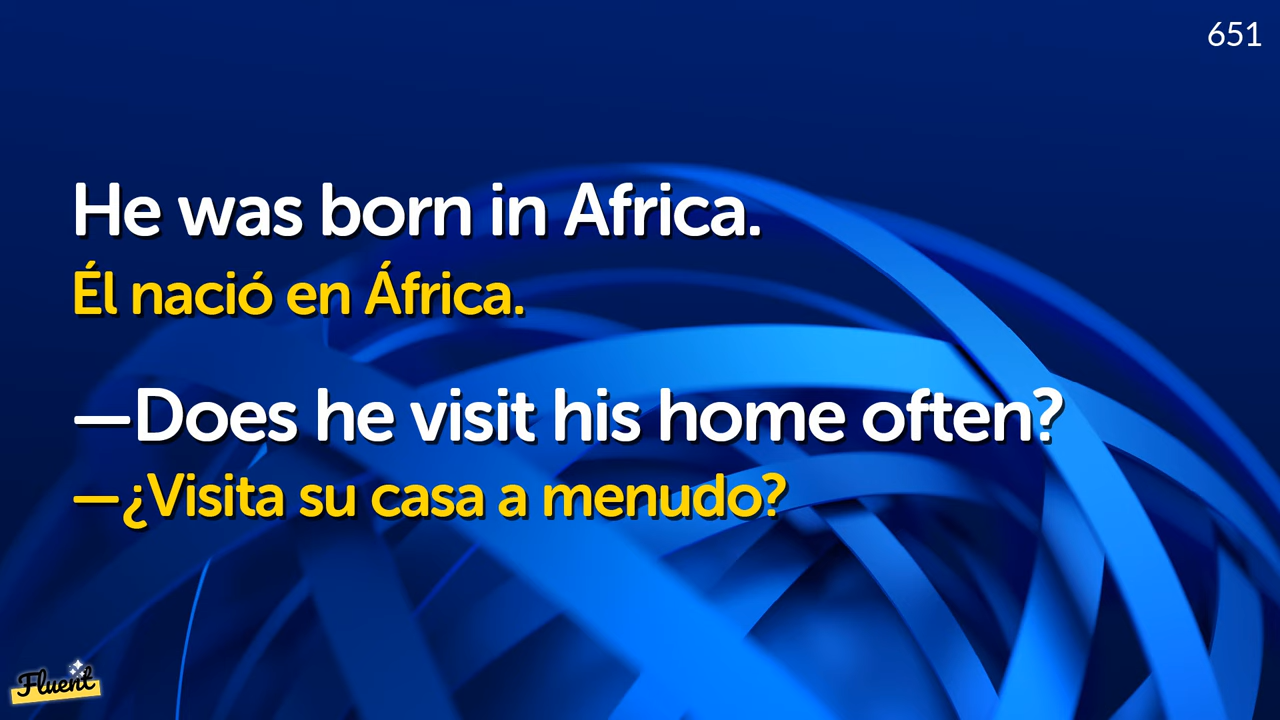 651
He was born in Africa.
Él nació en África.
—Does he visit his home often?
—¿Visita su casa a menudo?
Fluent